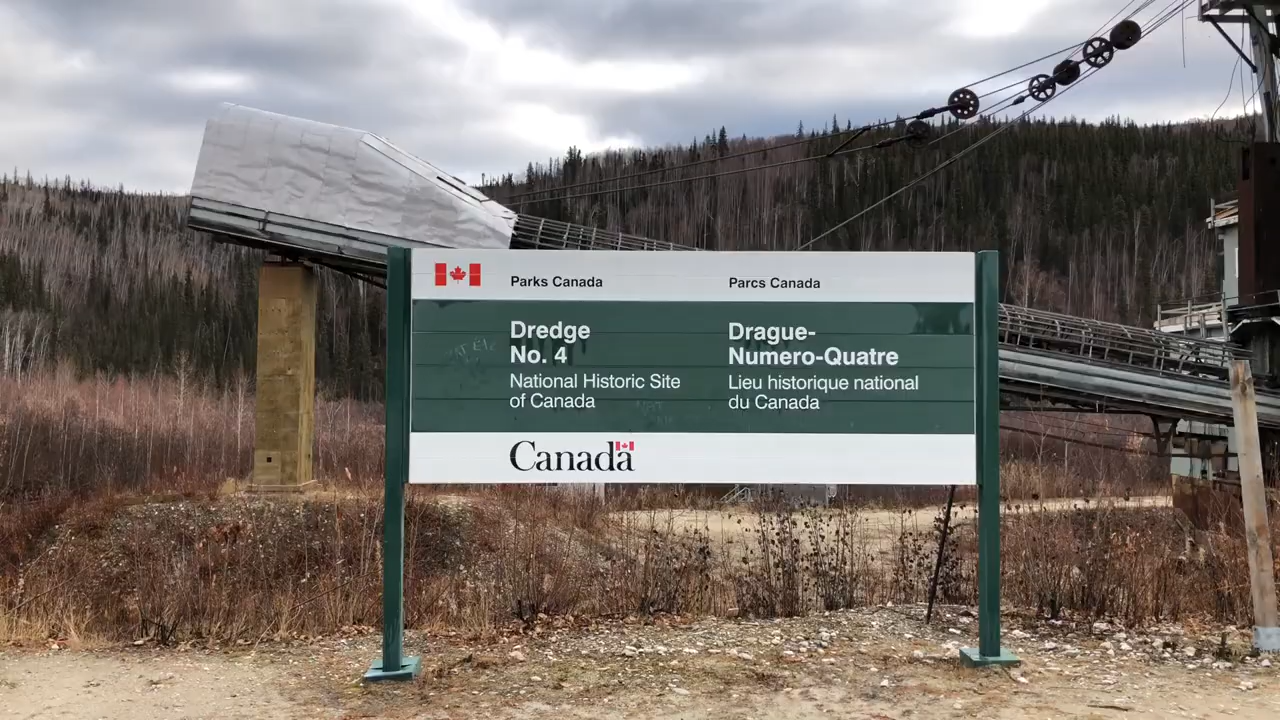 Parks Canada
Parcs Canada
Dredge
No. 4
National Historic Site
of Canada
Drague-
Numero-Quatre
Lieu historique national
du Canada
Canada